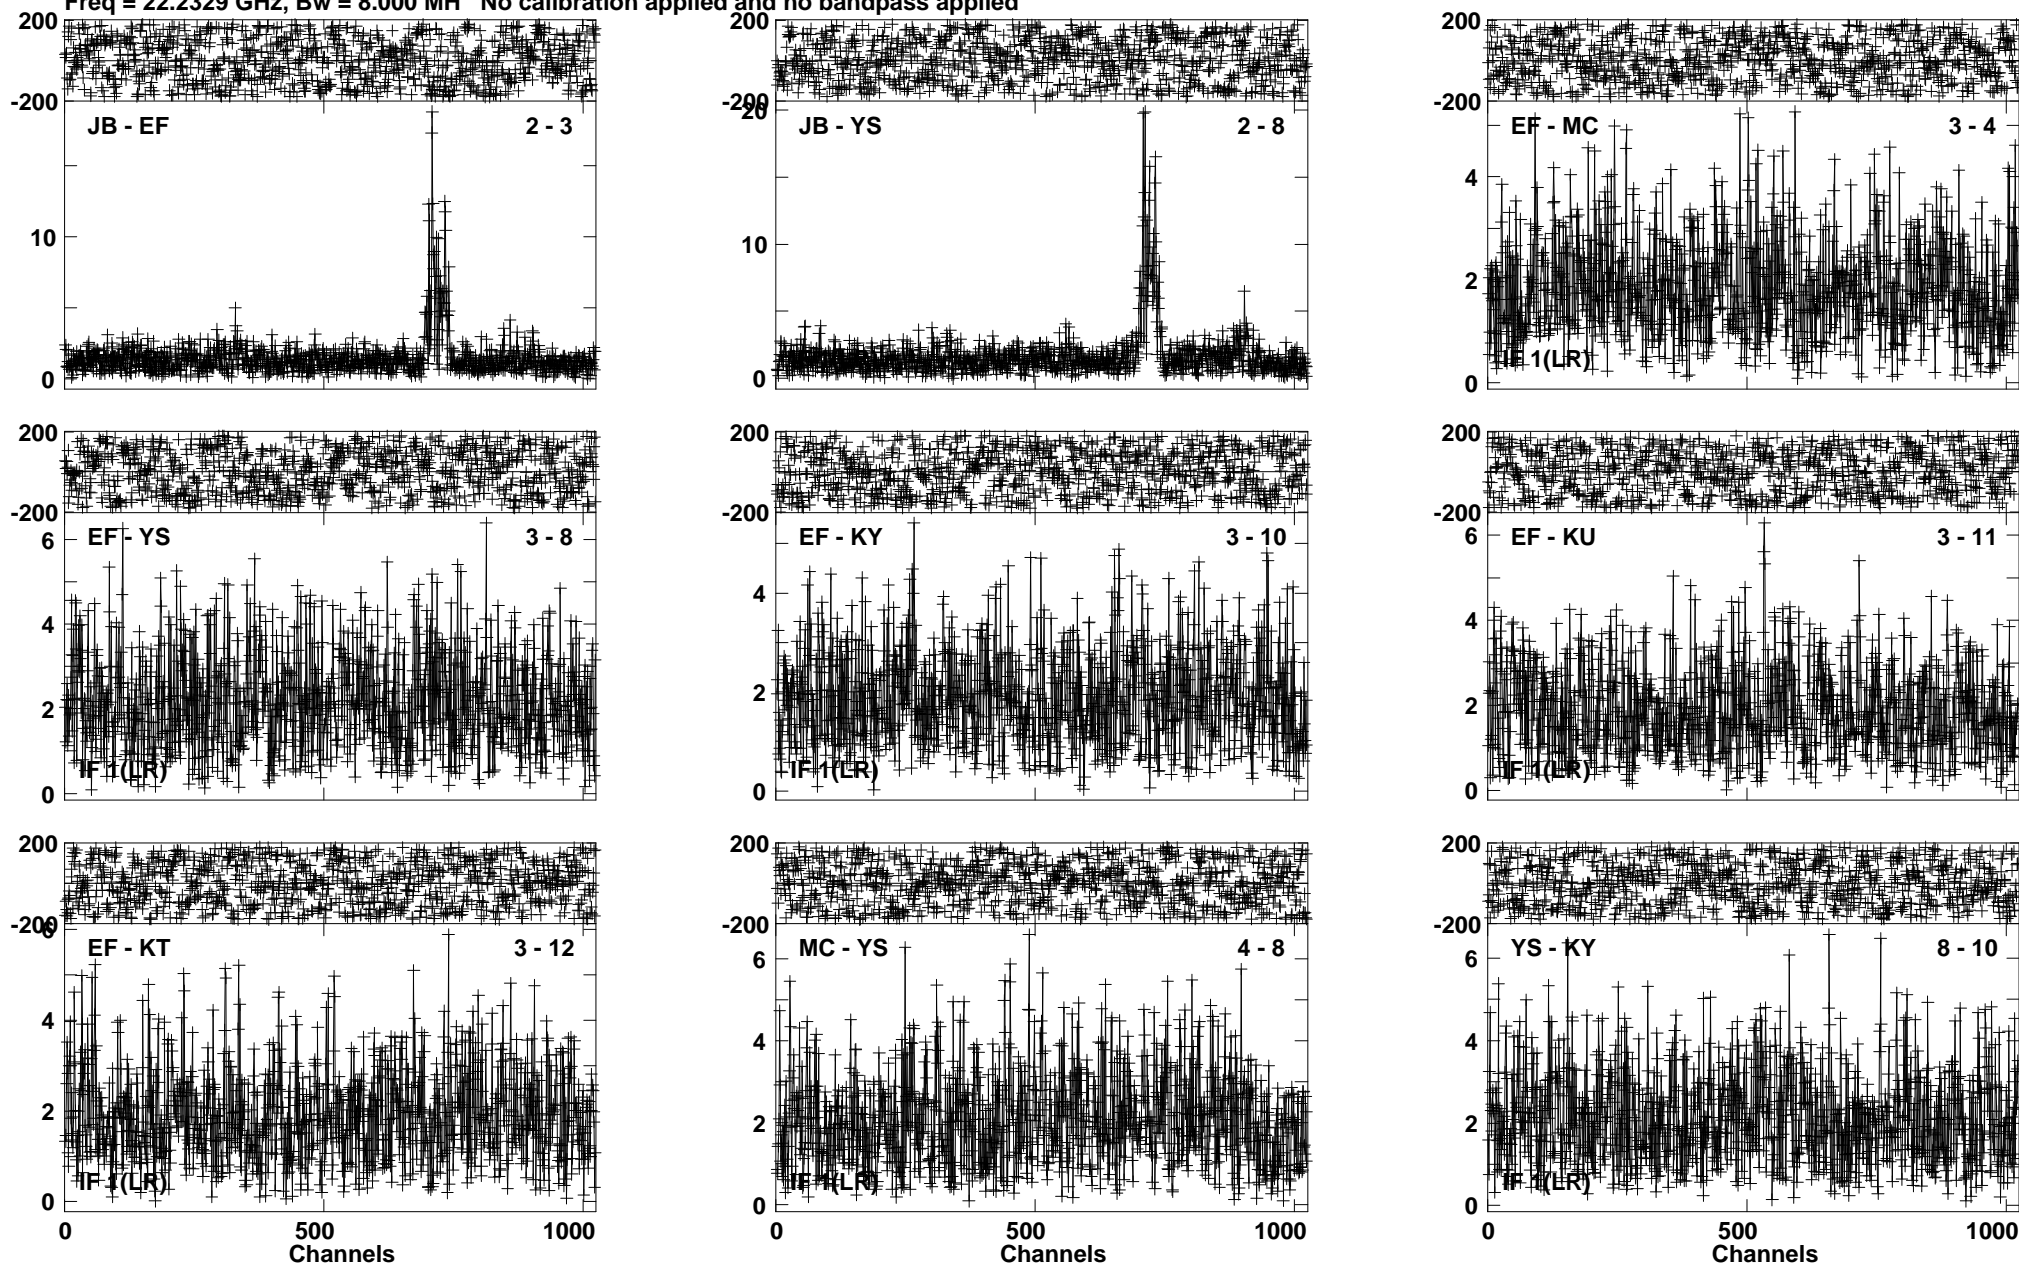 Freq = 22.2329 GHz, Bw = 8.000 MH No calibration applied and no bandpass applied
200
-200
JB - EF 2 - 3
10
0
200
-200
20
JB - YS 2 - 8
10
0
200
-200
EF - MC 3 - 4
4
2
0
IF 1(LR)
200
-200
EF - YS 3 - 8
6
4
2
0
IF 1(LR)
200
-200
EF - KY 3 - 10
4
2
0
IF 1(LR)
200
-200
EF - KU 3 - 11
6
4
2
0
IF 1(LR)
200
-200
6
EF - KT 3 - 12
4
2
0
IF 1(LR)
0 500 1000
Channels
200
-200
MC - YS 4 - 8
6
4
2
0
IF 1(LR)
0 500 1000
Channels
200
-200
YS - KY 8 - 10
6
4
2
0
IF 1(LR)
0 500 1000
Channels